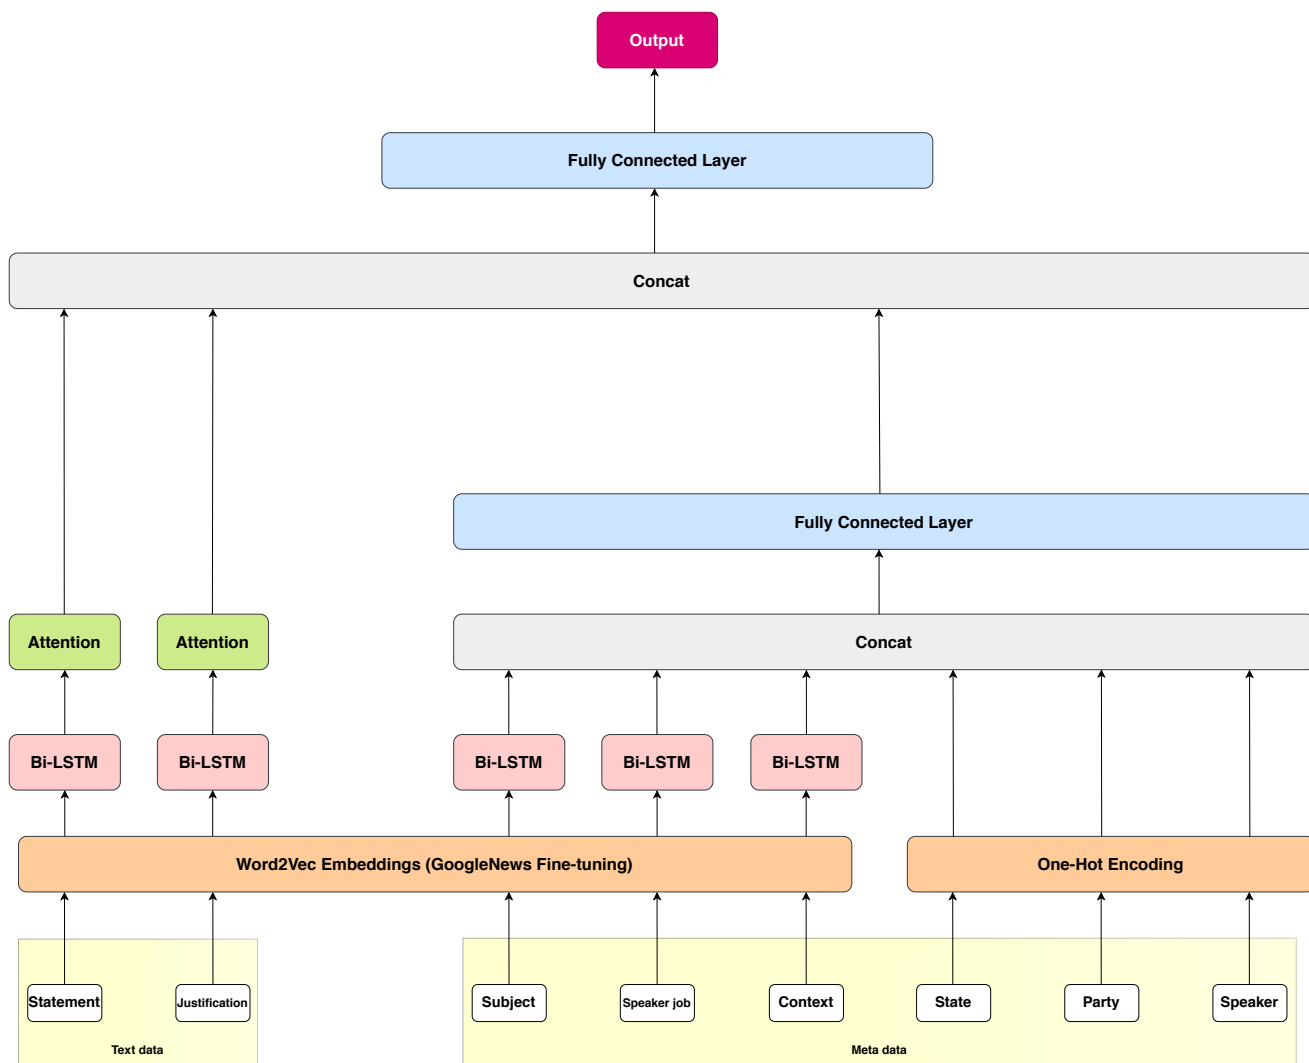 Output
Fully Connected Layer
Concat
Fully Connected Layer
Attention
Attention
Concat
Bi-LSTM
Bi-LSTM
Bi-LSTM
Bi-LSTM
Bi-LSTM
Word2Vec Embeddings (GoogleNews Fine-tuning)
One-Hot Encoding
Statement
Justification
Subject
Speaker job
Context
State
Party
Speaker
Text data
Meta data